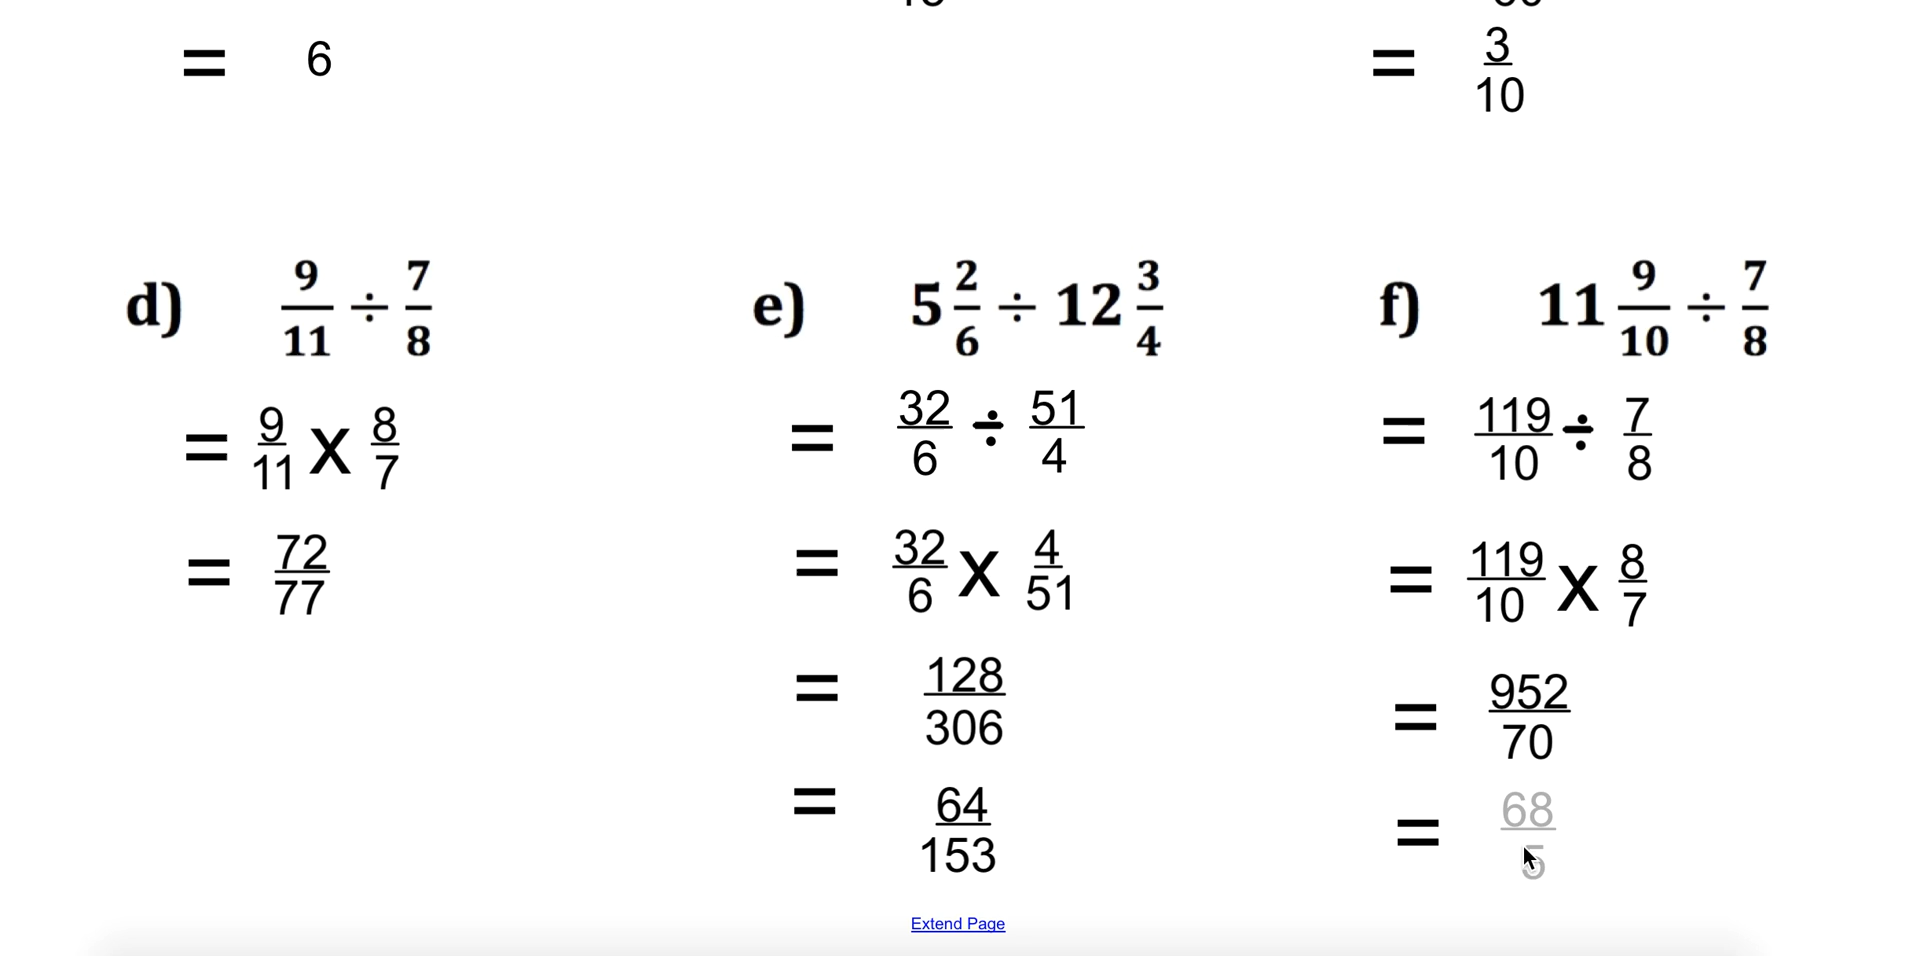 = 6
= 3/10
d) 9/11 ÷ 7/8
= 9/11 x 8/7
= 72/77
e) 5 2/6 ÷ 12 3/4
= 32/6 ÷ 51/4
= 32/6 x 4/51
= 128/306
= 64/153
f) 11 9/10 ÷ 7/8
= 119/10 ÷ 7/8
= 119/10 x 8/7
= 952/70
= 68/5
Extend Page